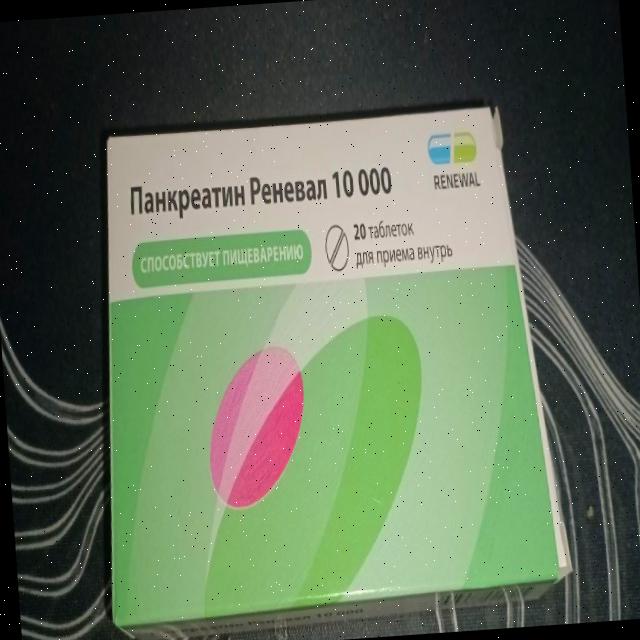 Панкреатин Реневал 10 000
RENEWAL
СПОСОБСТВУЕТ ПИЩЕВАРЕНИЮ
20 таблеток
для приема внутрь